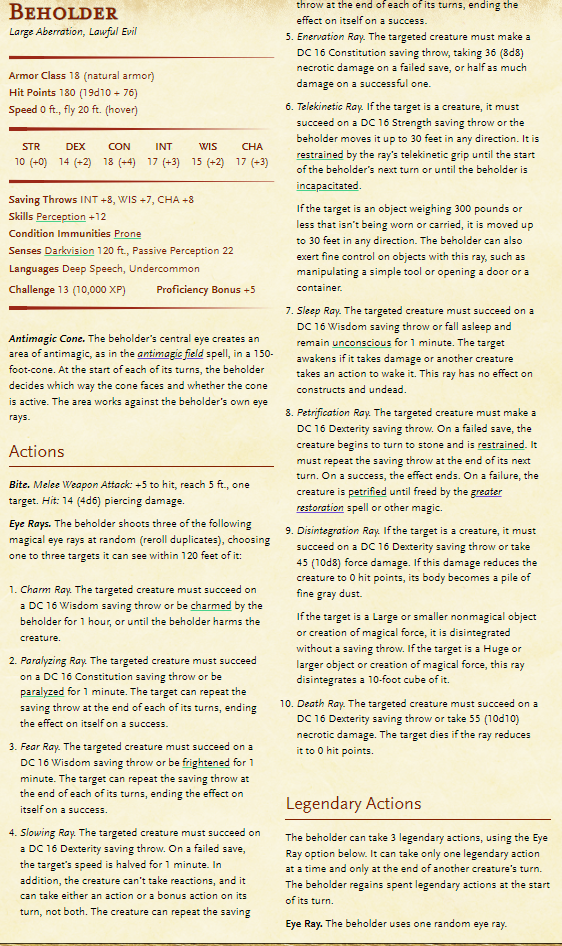 BEHOLDER
Large Aberration, Lawful Evil
Armor Class 18 (natural armor)
Hit Points 180 (19d10 + 76)
Speed 0 ft., fly 20 ft. (hover)
STR DEX CON INT WIS CHA
10 (+0) 14 (+2) 18 (+4) 17 (+3) 15 (+2) 17 (+3)
Saving Throws INT +8, WIS +7, CHA +8
Skills Perception +12
Condition Immunities Prone
Senses Darkvision 120 ft., Passive Perception 22
Languages Deep Speech, Undercommon
Challenge 13 (10,000 XP) Proficiency Bonus +5
Antimagic Cone. The beholder's central eye creates an
area of antimagic, as in the antimagic field spell, in a 150-
foot-cone. At the start of each of its turns, the beholder
decides which way the cone faces and whether the cone
is active. The area works against the beholder's own eye
rays.
Actions
Bite. Melee Weapon Attack: +5 to hit, reach 5 ft., one
target. Hit: 14 (4d6) piercing damage.
Eye Rays. The beholder shoots three of the following
magical eye rays at random (reroll duplicates), choosing
one to three targets it can see within 120 feet of it:
1. Charm Ray. The targeted creature must succeed on
a DC 16 Wisdom saving throw or be charmed by the
beholder for 1 hour, or until the beholder harms the
creature.
2. Paralyzing Ray. The targeted creature must succeed
on a DC 16 Constitution saving throw or be
paralyzed for 1 minute. The target can repeat the
saving throw at the end of each of its turns, ending
the effect on itself on a success.
3. Fear Ray. The targeted creature must succeed on a
DC 16 Wisdom saving throw or be frightened for 1
minute. The target can repeat the saving throw at
the end of each of its turns, ending the effect on
itself on a success.
4. Slowing Ray. The targeted creature must succeed on
a DC 16 Dexterity saving throw. On a failed save,
the target's speed is halved for 1 minute. In
addition, the creature can't take reactions, and it
can take either an action or a bonus action on its
turn, not both. The creature can repeat the saving
throw at the end of each of its turns, ending the
effect on itself on a success.
5. Enervation Ray. The targeted creature must make a
DC 16 Constitution saving throw, taking 36 (8d8)
necrotic damage on a failed save, or half as much
damage on a successful one.
6. Telekinetic Ray. If the target is a creature, it must
succeed on a DC 16 Strength saving throw or the
beholder moves it up to 30 feet in any direction. It is
restrained by the ray's telekinetic grip until the start
of the beholder's next turn or until the beholder is
incapacitated.
If the target is an object weighing 300 pounds or
less that isn't being worn or carried, it is moved up
to 30 feet in any direction. The beholder can also
exert fine control on objects with this ray, such as
manipulating a simple tool or opening a door or a
container.
7. Sleep Ray. The targeted creature must succeed on a
DC 16 Wisdom saving throw or fall asleep and
remain unconscious for 1 minute. The target
awakens if it takes damage or another creature
takes an action to wake it. This ray has no effect on
constructs and undead.
8. Petrification Ray. The targeted creature must make a
DC 16 Dexterity saving throw. On a failed save, the
creature begins to turn to stone and is restrained. It
must repeat the saving throw at the end of its next
turn. On a success, the effect ends. On a failure, the
creature is petrified until freed by the greater
restoration spell or other magic.
9. Disintegration Ray. If the target is a creature, it must
succeed on a DC 16 Dexterity saving throw or take
45 (10d8) force damage. If this damage reduces the
creature to 0 hit points, its body becomes a pile of
fine gray dust.
If the target is a Large or smaller nonmagical object
or creation of magical force, it is disintegrated
without a saving throw. If the target is a Huge or
larger object or creation of magical force, this ray
disintegrates a 10-foot cube of it.
10. Death Ray. The targeted creature must succeed on a
DC 16 Dexterity saving throw or take 55 (10d10)
necrotic damage. The target dies if the ray reduces
it to 0 hit points.
Legendary Actions
The beholder can take 3 legendary actions, using the Eye
Ray option below. It can take only one legendary action
at a time and only at the end of another creature's turn.
The beholder regains spent legendary actions at the start
of its turn.
Eye Ray. The beholder uses one random eye ray.